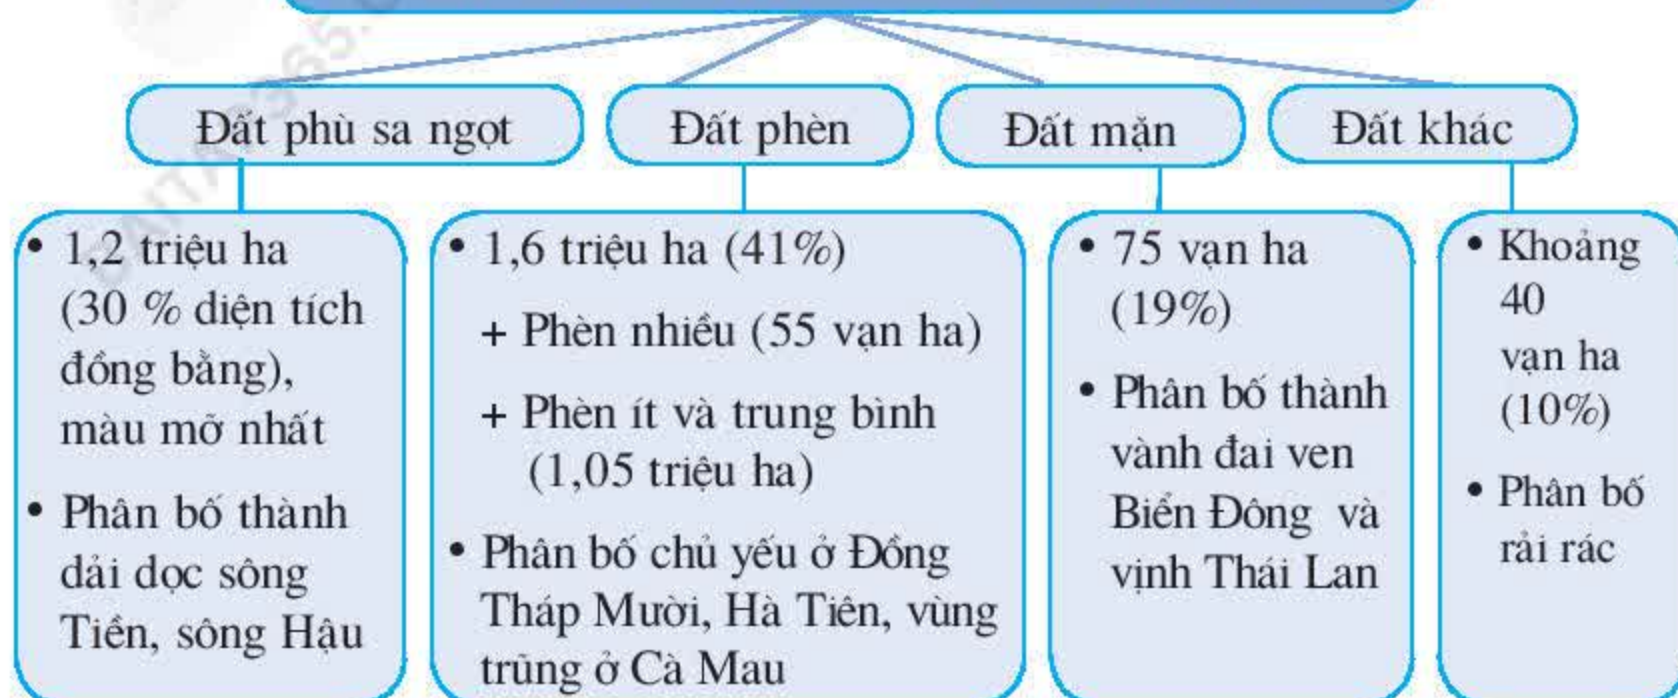 Đất phù sa ngọt
Đất phèn
Đất mặn
Đất khác
• 1,2 triệu ha
(30 % diện tích
đồng bằng),
màu mỡ nhất
• Phân bố thành
dải dọc sông
Tiền, sông Hậu
• 1,6 triệu ha (41%)
+ Phèn nhiều (55 vạn ha)
+ Phèn ít và trung bình
(1,05 triệu ha)
• Phân bố chủ yếu ở Đồng
Tháp Mười, Hà Tiên, vùng
trũng ở Cà Mau
• 75 vạn ha
(19%)
• Phân bố thành
vành đai ven
Biển Đông và
vịnh Thái Lan
• Khoảng
40
vạn ha
(10%)
• Phân bố
rải rác